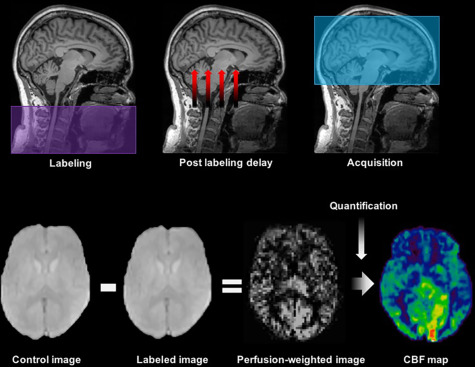 Labeling
Post labeling delay
Acquisition
Quantification
Control image
Labeled image
Perfusion-weighted image
CBF map